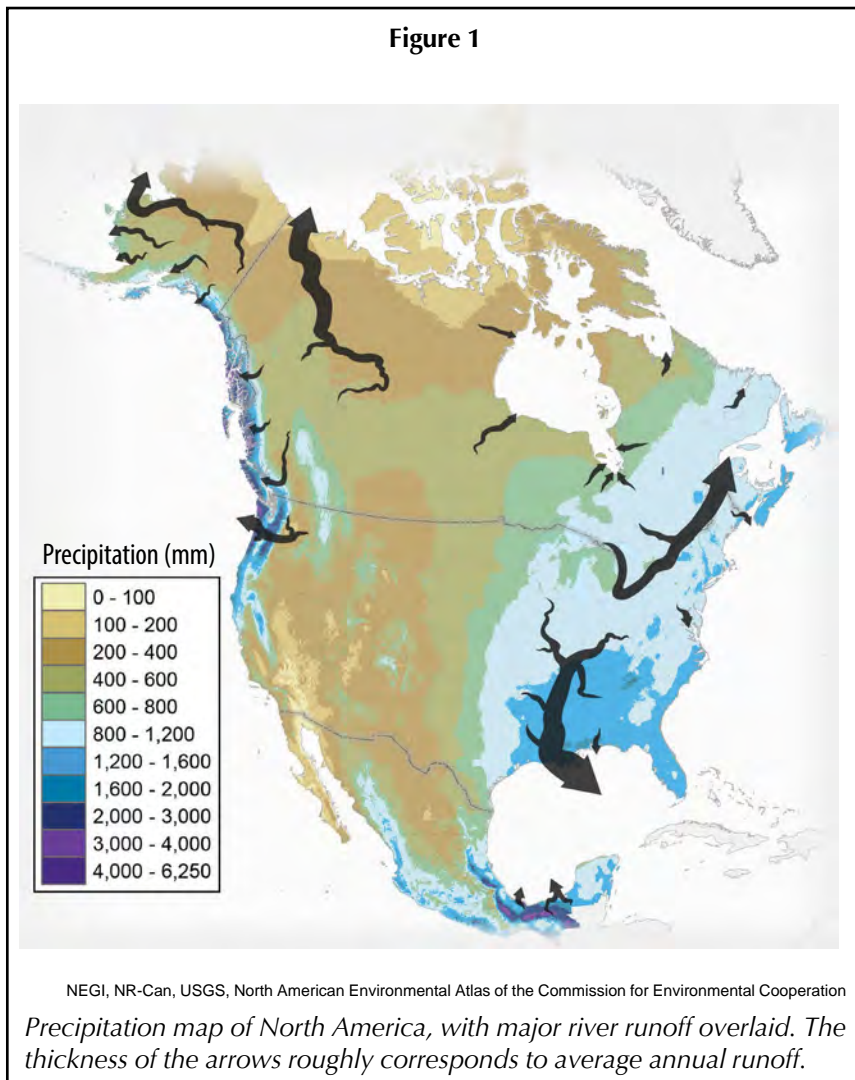 Figure 1
Precipitation (mm)
0 - 100
100 - 200
200 - 400
400 - 600
600 - 800
800 - 1,200
1,200 - 1,600
1,600 - 2,000
2,000 - 3,000
3,000 - 4,000
4,000 - 6,250
NEGI, NR-Can, USGS, North American Environmental Atlas of the Commission for Environmental Cooperation
Precipitation map of North America, with major river runoff overlaid. The
thickness of the arrows roughly corresponds to average annual runoff.